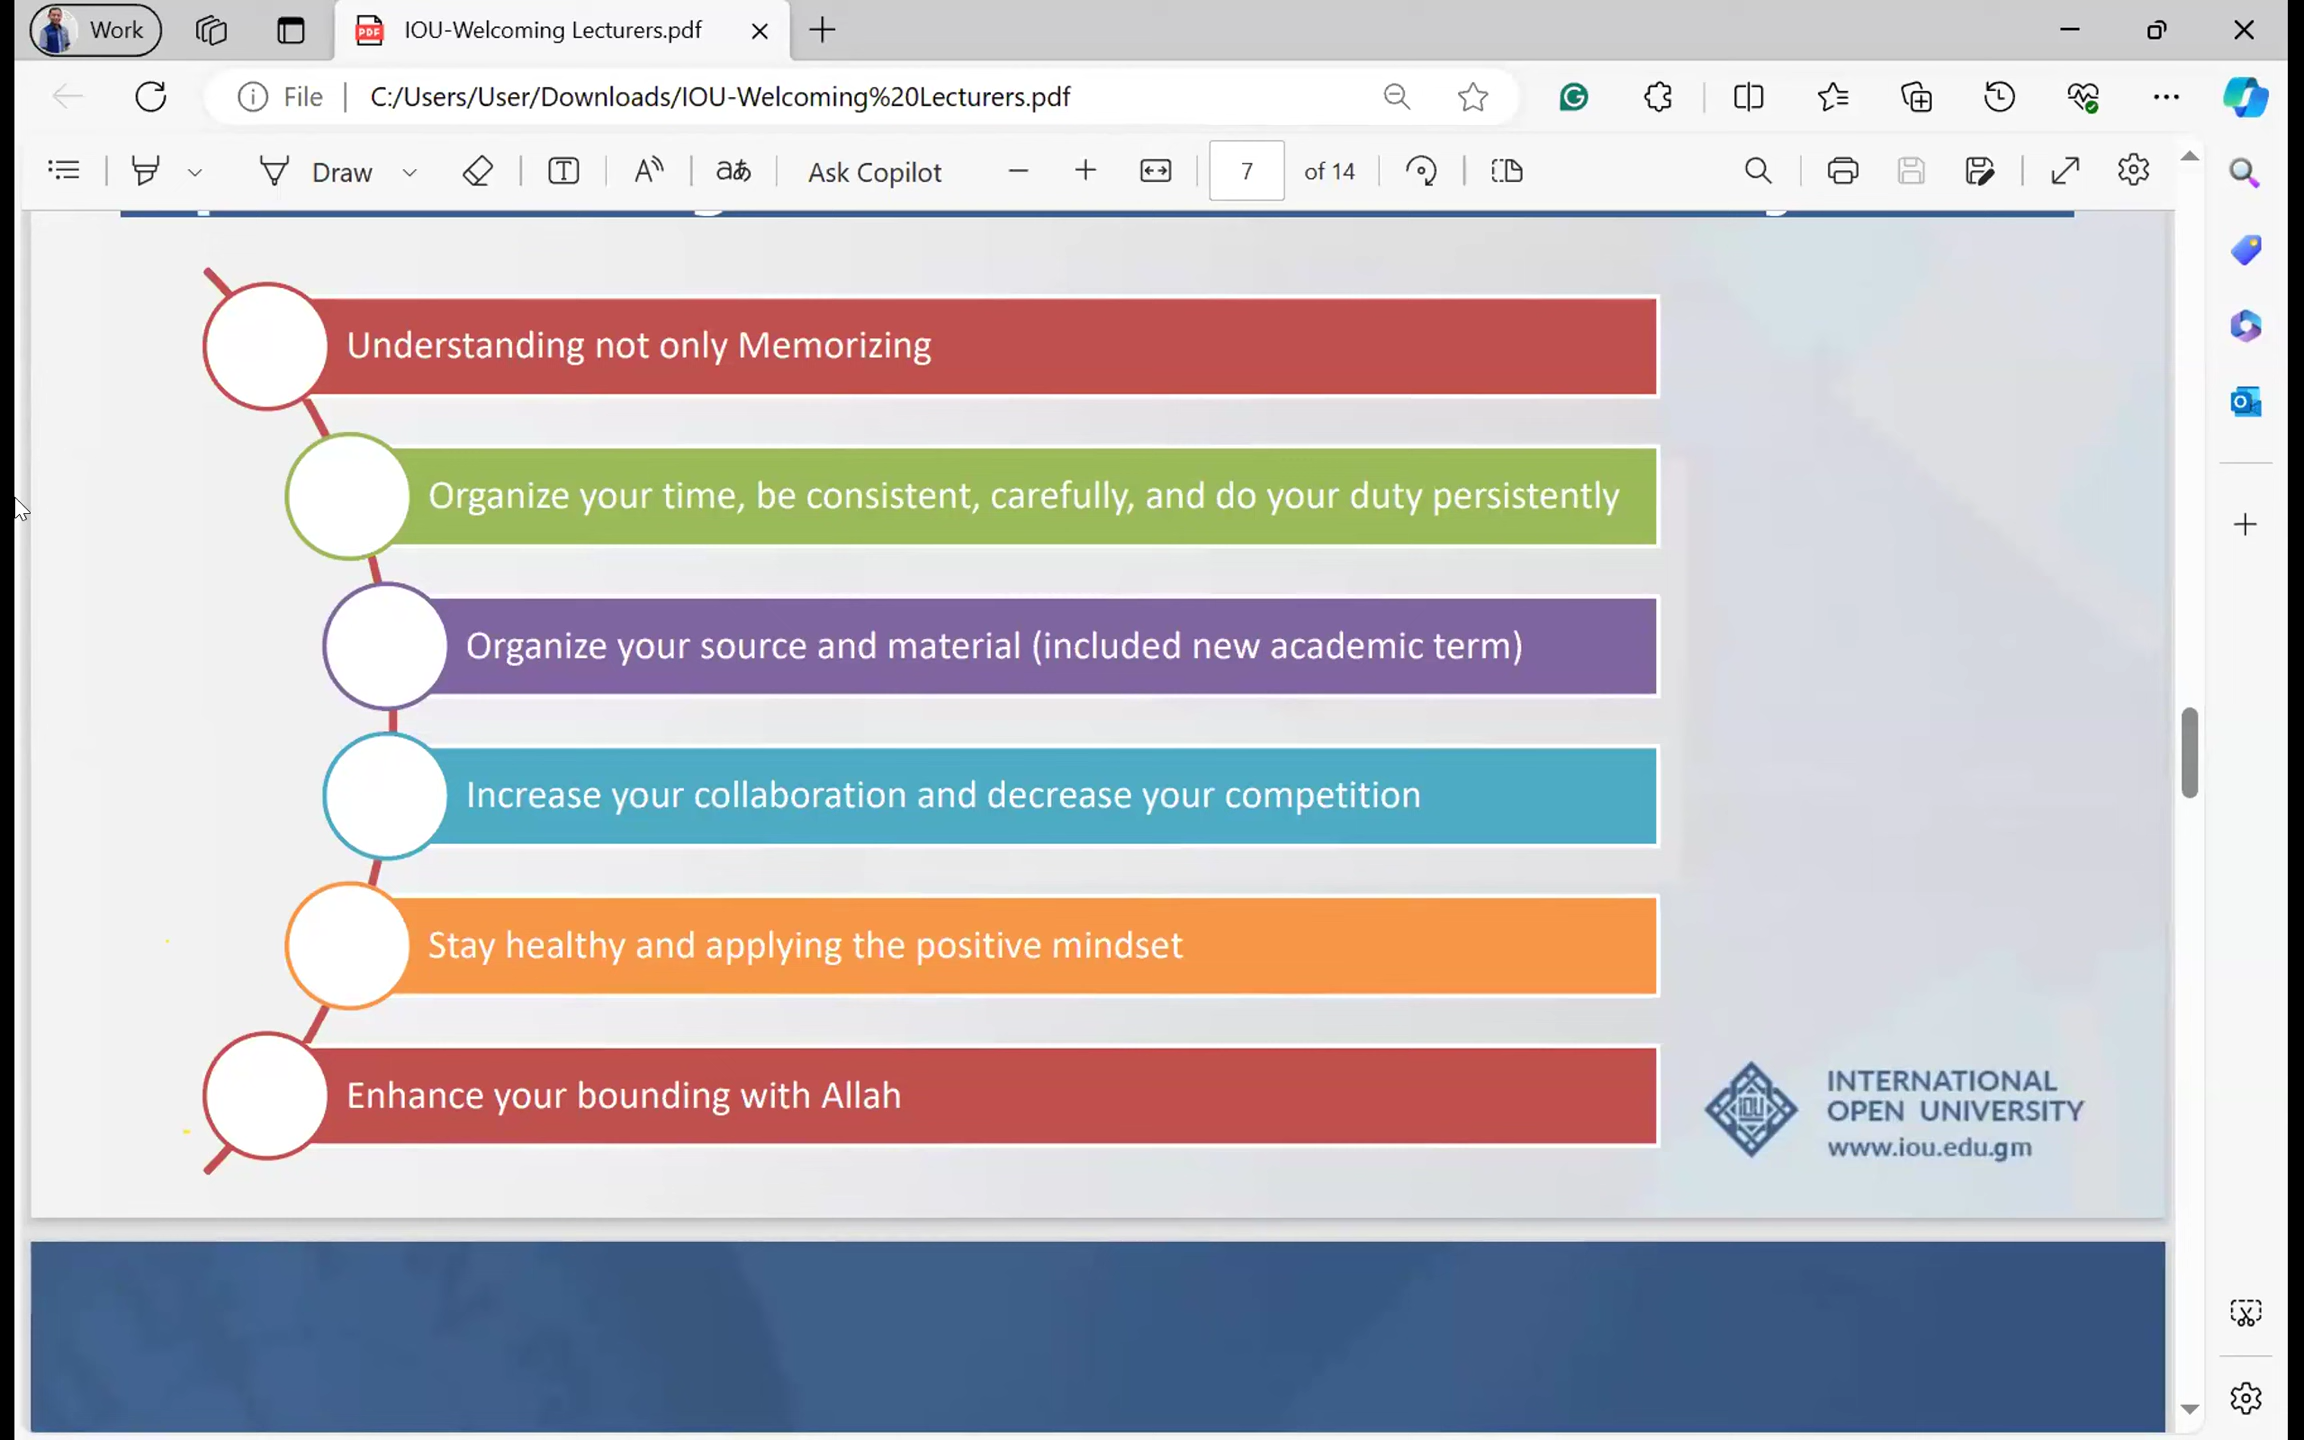 Work
IOU-Welcoming Lecturers.pdf
File
C:/Users/User/Downloads/IOU-Welcoming%20Lecturers.pdf
Draw
Ask Copilot
7
of 14
Understanding not only Memorizing
Organize your time, be consistent, carefully, and do your duty persistently
Organize your source and material (included new academic term)
Increase your collaboration and decrease your competition
Stay healthy and applying the positive mindset
Enhance your bounding with Allah
IOU
INTERNATIONAL
OPEN UNIVERSITY
www.iou.edu.gm